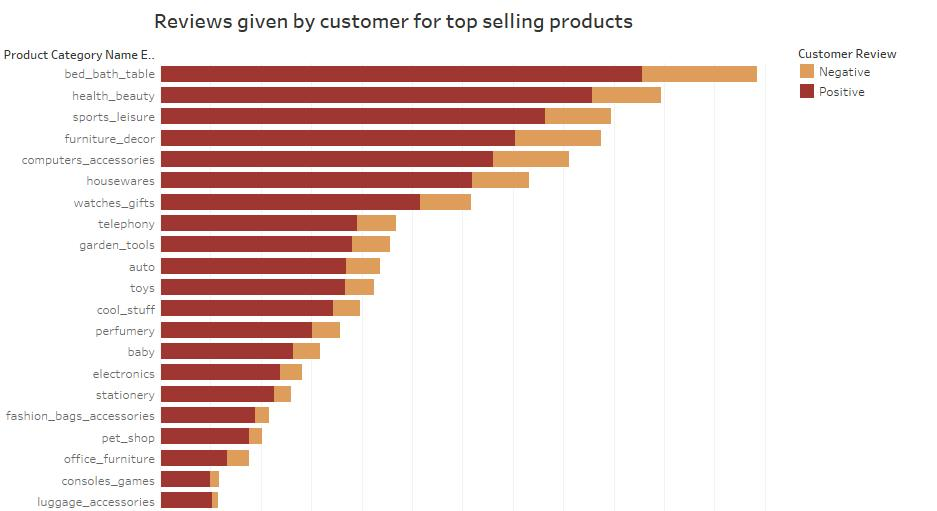 Reviews given by customer for top selling products
Product Category Name E..
bed_bath_table
health_beauty
sports_leisure
furniture_decor
computers_accessories
housewares
watches_gifts
telephony
garden_tools
auto
toys
cool_stuff
perfumery
baby
electronics
stationery
fashion_bags_accessories
pet_shop
office_furniture
consoles_games
luggage_accessories
Customer Review
Negative
Positive